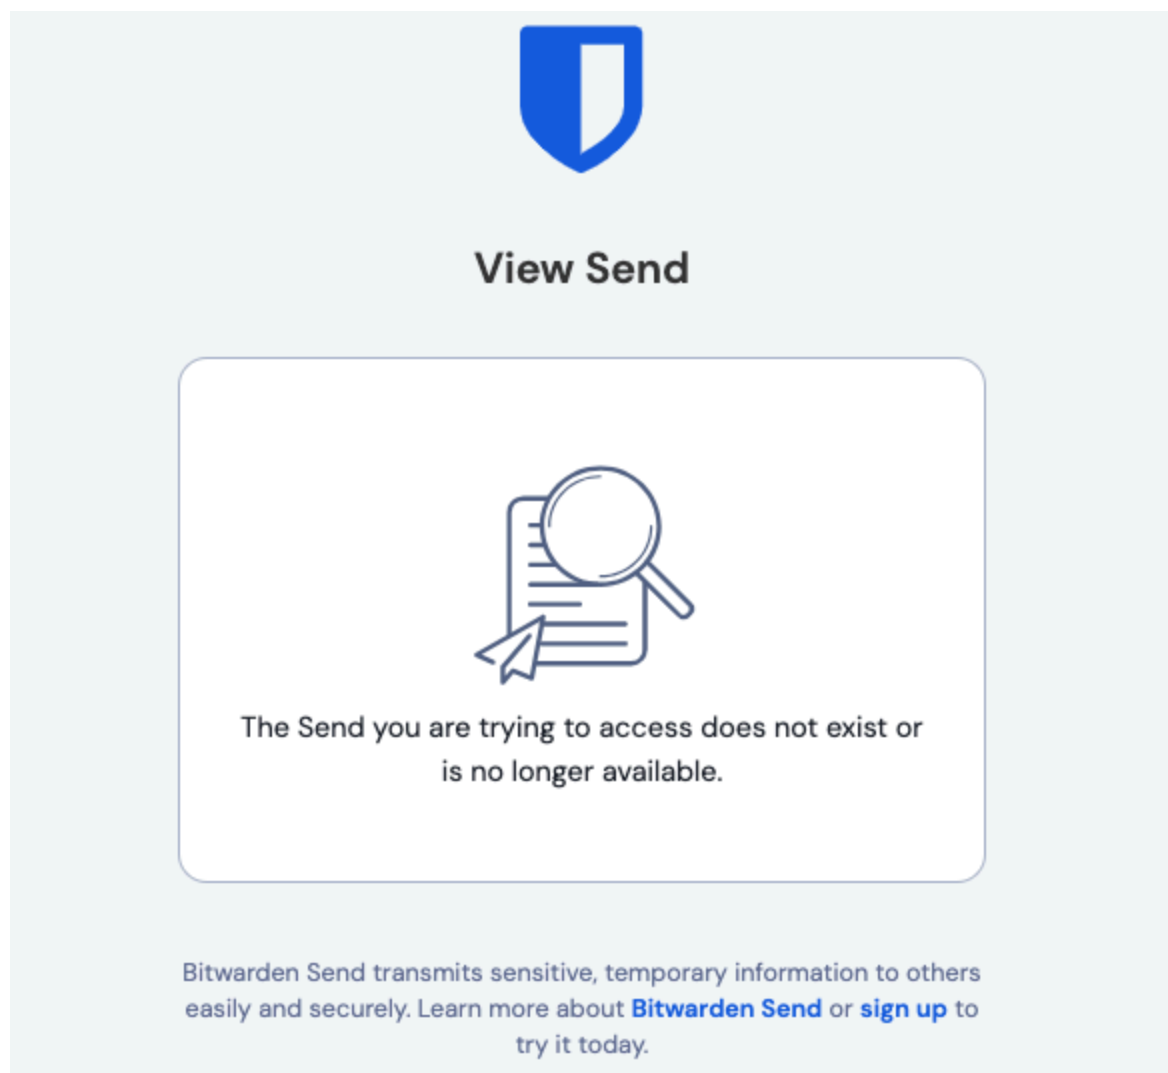 View Send
The Send you are trying to access does not exist or
is no longer available.
Bitwarden Send transmits sensitive, temporary information to others
easily and securely. Learn more about Bitwarden Send or sign up to
try it today.